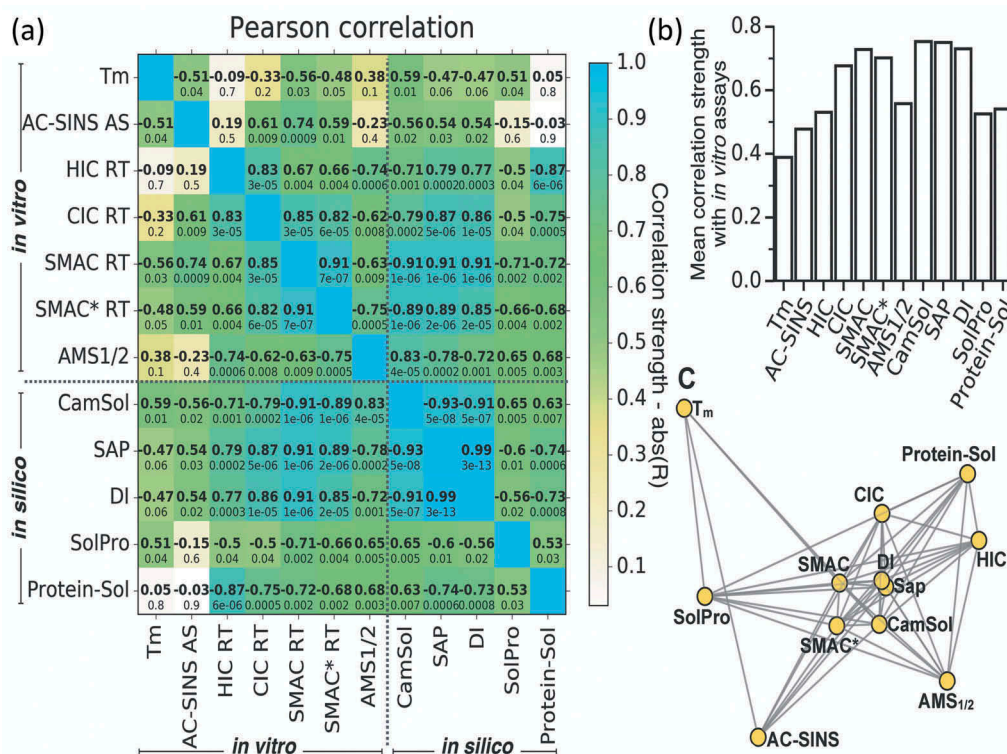 (a)
Pearson correlation
in vitro
in silico
Tm -0.51 -0.09 -0.33 -0.56 -0.48 0.38 0.59 -0.47 -0.47 0.51 0.05
0.04 0.7 0.2 0.03 0.05 0.1 0.01 0.06 0.06 0.04 0.8
AC-SINS AS -0.51 0.19 0.61 0.74 0.59 -0.23 -0.56 0.54 0.54 -0.15 -0.03
0.04 0.5 0.009 0.0009 0.01 0.4 0.02 0.03 0.02 0.6 0.9
HIC RT -0.09 0.19 0.83 0.67 0.66 -0.74 -0.71 0.79 0.77 -0.5 -0.87
0.7 0.5 3e-05 0.004 0.004 0.0006 0.001 0.0002 0.0003 0.04 6e-06
CIC RT -0.33 0.61 0.83 0.85 0.82 -0.62 -0.79 0.87 0.86 -0.5 -0.75
0.2 0.009 3e-05 3e-05 6e-05 0.008 0.0002 5e-06 1e-05 0.04 0.0005
SMAC RT -0.56 0.74 0.67 0.85 0.91 -0.63 -0.91 0.91 0.91 -0.71 -0.72
0.03 0.0009 0.004 3e-05 7e-07 0.009 1e-06 1e-06 1e-06 0.002 0.002
SMAC* RT -0.48 0.59 0.66 0.82 0.91 -0.75 -0.89 0.89 0.85 -0.66 -0.68
0.05 0.01 0.004 6e-05 7e-07 0.0005 1e-06 2e-06 2e-05 0.004 0.002
AMS1/2 0.38 -0.23 -0.74 -0.62 -0.63 -0.75 0.83 -0.78 -0.72 0.65 0.68
0.1 0.4 0.0006 0.008 0.009 0.0005 4e-05 0.0002 0.001 0.005 0.003
CamSol 0.59 -0.56 -0.71 -0.79 -0.91 -0.89 0.83 -0.93 -0.91 0.65 0.63
0.01 0.02 0.001 0.0002 1e-06 1e-06 4e-05 5e-08 5e-07 0.005 0.007
SAP -0.47 0.54 0.79 0.87 0.91 0.89 -0.78 -0.93 0.99 -0.6 -0.74
0.06 0.03 0.0002 5e-06 1e-06 2e-06 0.0002 5e-08 3e-13 0.01 0.0006
DI -0.47 0.54 0.77 0.86 0.91 0.85 -0.72 -0.91 0.99 -0.56 -0.73
0.06 0.02 0.0003 1e-05 1e-06 2e-05 0.001 5e-07 3e-13 0.02 0.0008
SolPro 0.51 -0.15 -0.5 -0.5 -0.71 -0.66 0.65 0.65 -0.6 -0.56 0.53
0.04 0.6 0.04 0.04 0.002 0.004 0.005 0.005 0.01 0.02 0.03
Protein-Sol 0.05 -0.03 -0.87 -0.75 -0.72 -0.68 0.68 0.63 -0.74 -0.73 0.53
0.8 0.9 6e-06 0.0005 0.002 0.002 0.003 0.007 0.0006 0.0008 0.03
Tm
AC-SINS AS
HIC RT
CIC RT
SMAC RT
SMAC* RT
AMS1/2
CamSol
SAP
DI
SolPro
Protein-Sol
in vitro
in silico
1.0
0.9
0.8
0.7
0.6
0.5
0.4
0.3
0.2
0.1
Correlation strength - abs(R)
(b)
Mean correlation strength
with in vitro assays
0.8
0.6
0.4
0.2
0.0
Tm
AC-SINS
HIC
CIC
SMAC
SMAC*
AMS1/2
CamSol
SAP
DI
SolPro
Protein-Sol
C
Tm
Protein-Sol
CIC
HIC
SMAC
DI
Sap
SolPro
CamSol
SMAC*
AMS1/2
AC-SINS